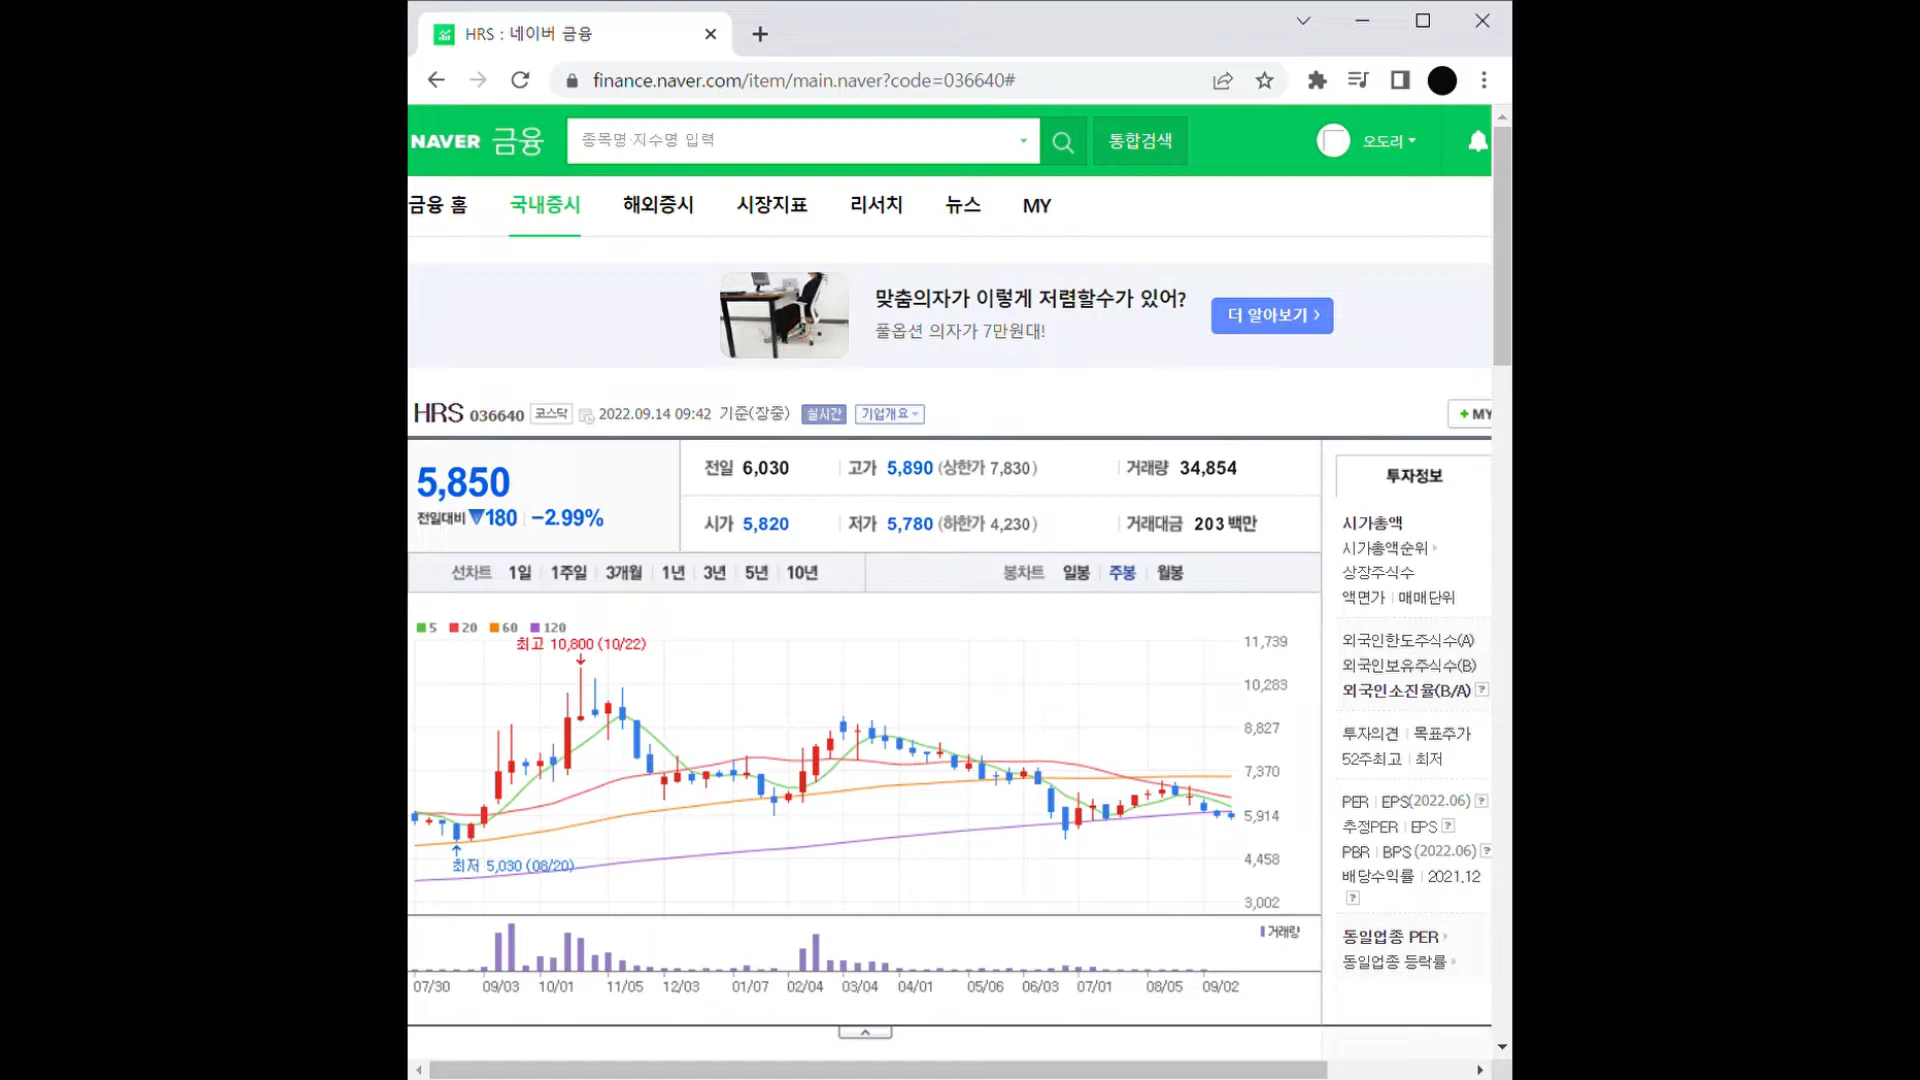 HRS : 네이버 금융
finance.naver.com/item/main.naver?code=036640#
NAVER 금융
종목명·지수명 입력
통합검색
오도리
금융 홈 국내증시 해외증시 시장지표 리서치 뉴스 MY
맞춤의자가 이렇게 저렴할수가 있어?
풀옵션 의자가 7만원대!
더 알아보기 >
HRS 036640 코스닥 2022.09.14 09:42 기준(장중) 실시간 기업개요
+ MY
5,850
전일대비 ▼180 -2.99%
전일 6,030 고가 5,890 (상한가 7,830) 거래량 34,854
시가 5,820 저가 5,780 (하한가 4,230) 거래대금 203 백만
선차트 1일 1주일 3개월 1년 3년 5년 10년
봉차트 일봉 주봉 월봉
5 20 60 120
최고 10,800 (10/22)
최저 5,030 (08/20)
11,739
10,283
8,827
7,370
5,914
4,458
3,002
거래량
07/30 09/03 10/01 11/05 12/03 01/07 02/04 03/04 04/01 05/06 06/03 07/01 08/05 09/02
투자정보
시가총액
시가총액순위
상장주식수
액면가 | 매매단위
외국인한도주식수(A)
외국인보유주식수(B)
외국인소진율(B/A) ?
투자의견 | 목표주가
52주최고 | 최저
PER | EPS(2022.06) ?
추정PER | EPS ?
PBR | BPS(2022.06) ?
배당수익률 | 2021.12
?
동일업종 PER
동일업종 등락률